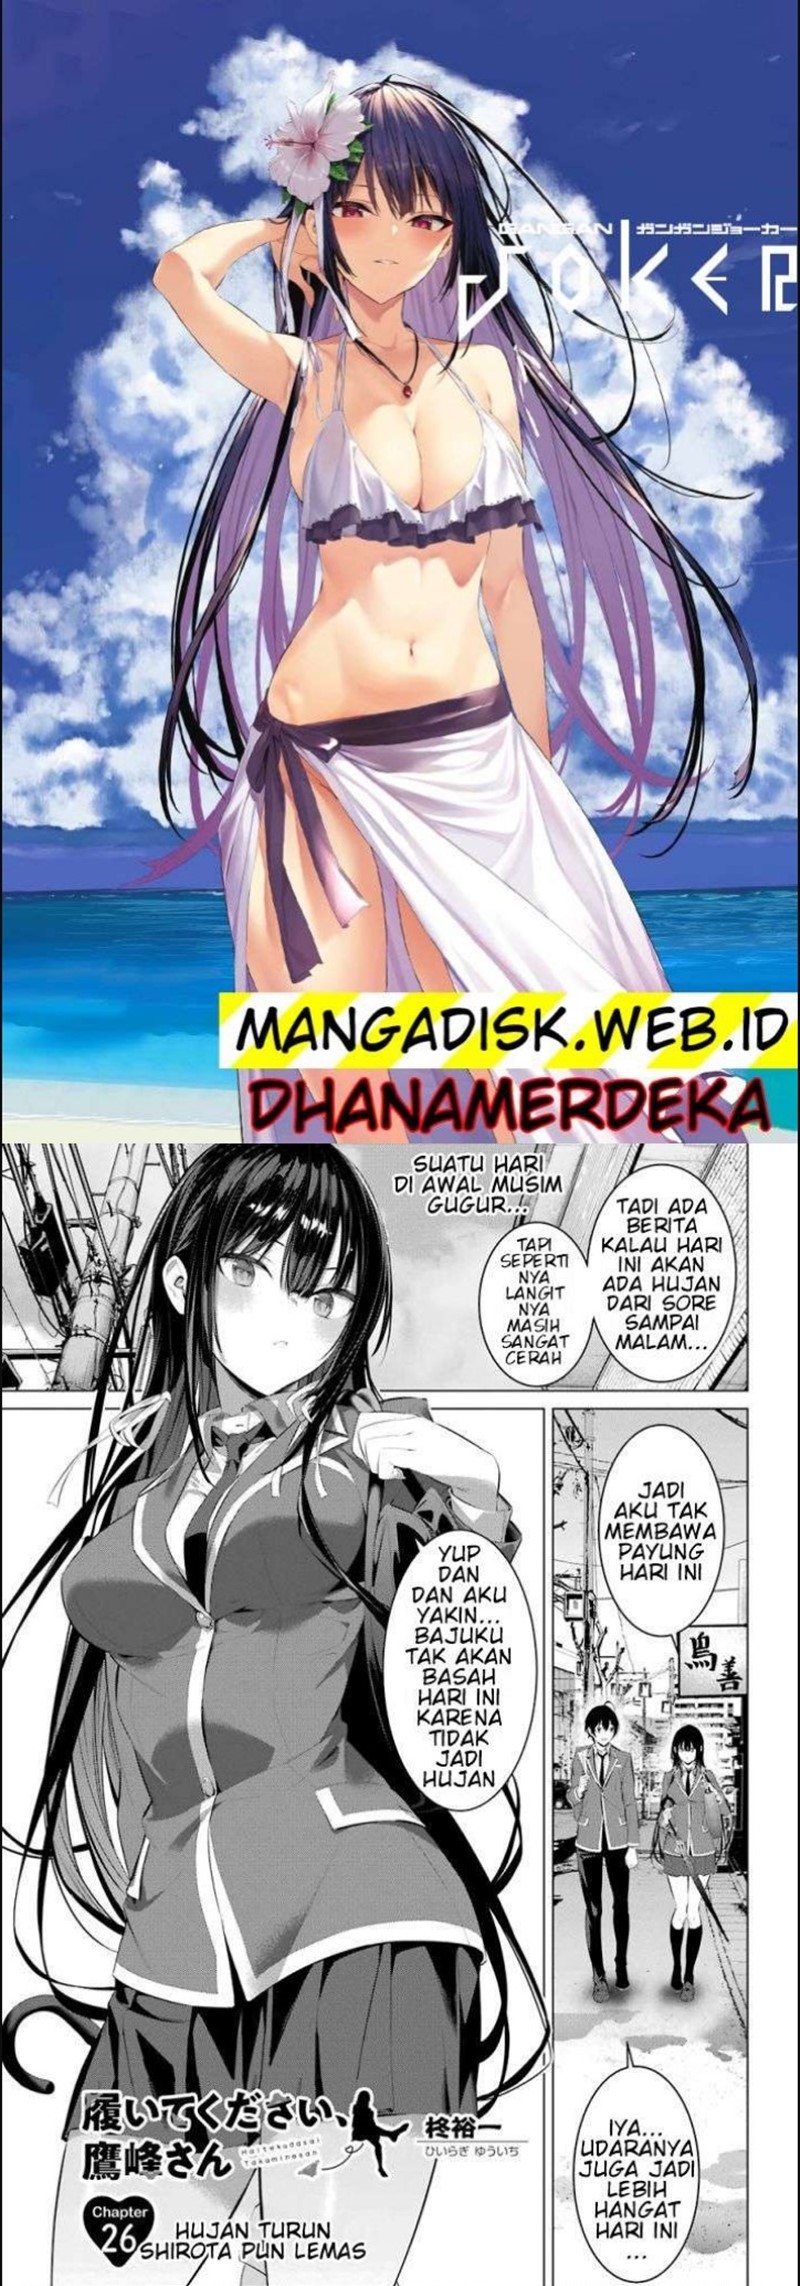 GANGAN ガンガンジョーカー
JOKER
MANGADISK.WEB.ID
DHANAMERDEKA
SUATU HARI
DI AWAL MUSIM
GUGUR...
TADI ADA
BERITA
KALAU HARI
INI AKAN
ADA HUJAN
DARI SORE
SAMPAI
MALAM...
TAPI
SEPERTI
NYA
LANGIT
NYA
MASIH
SANGAT
CERAH
JADI
AKU TAK
MEMBAWA
PAYUNG
HARI INI
烏善
YUP
DAN
DAN AKU
YAKIN...
BAJUKU
TAK AKAN
BASAH
HARI INI
KARENA
TIDAK
JADI
HUJAN
IYA...
UDARANYA
JUGA JADI
LEBIH
HANGAT
HARI INI
...
履いてください、
鷹峰さん
Haitekudasai
Takaminesan
柊裕一
ひいらぎ ゆういち
Chapter
26
HUJAN TURUN
SHIROTA PUN LEMAS